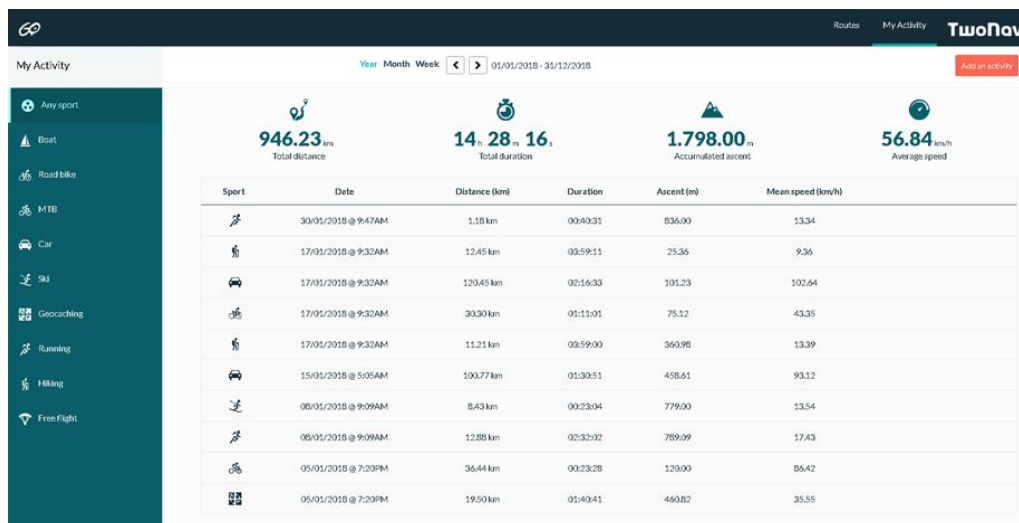 Routes My Activity TwoNav
My Activity Year Month Week 01/01/2018 - 31/12/2018 Add an activity
Any sport
Boat
Road bike
MTB
Car
Ski
Geocaching
Running
Hiking
Free flight
946.23 km 14 h 28 m 16 s 1.798.00 m 56.84 km/h
Total distance Total duration Accumulated ascent Average speed
Sport Date Distance (km) Duration Ascent (m) Mean speed (km/h)
30/01/2018 @ 9:47AM 1.18 km 00:40:31 836.00 13.34
17/01/2018 @ 9:32AM 12.45 km 03:59:11 25.36 9.36
17/01/2018 @ 9:32AM 120.45 km 02:16:33 101.23 102.64
17/01/2018 @ 9:32AM 30.30 km 01:11:01 75.12 43.35
17/01/2018 @ 9:32AM 11.21 km 03:59:00 360.98 13.39
15/01/2018 @ 5:05AM 100.77 km 01:30:51 458.61 93.12
08/01/2018 @ 9:09AM 8.43 km 00:23:04 779.00 13.54
08/01/2018 @ 9:09AM 12.88 km 02:32:02 789.09 17.43
05/01/2018 @ 7:20PM 36.44 km 00:23:28 120.00 86.42
05/01/2018 @ 7:20PM 19.50 km 01:40:41 460.82 35.55